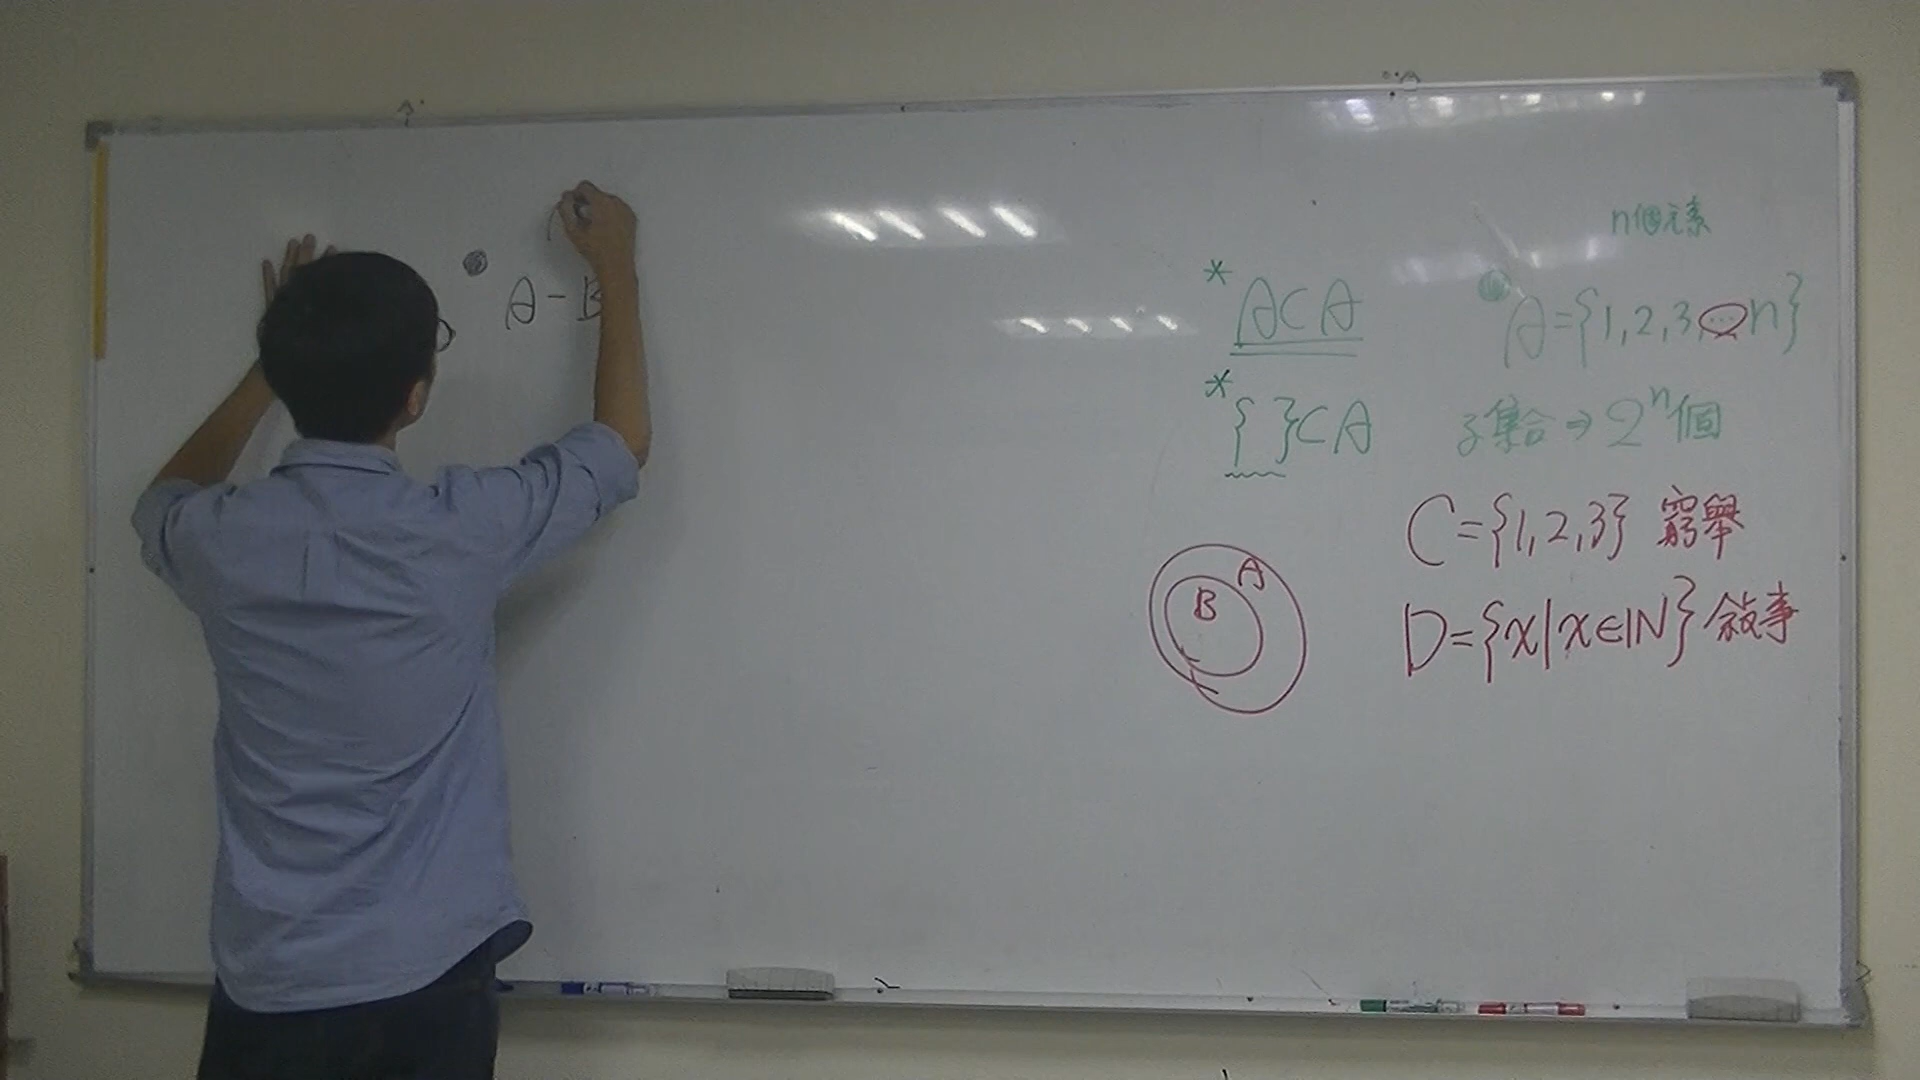 A-B
n個元素
* A⊂A
A={1,2,3,…n}
* { }⊂A
子集合→2ⁿ個
C={1,2,3} 窮舉
A
B
D={x|x∈ℕ} 敘事